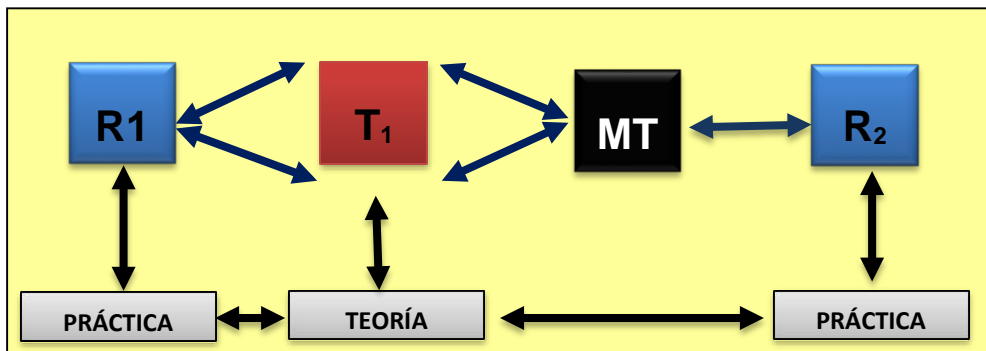 R1
T₁
MT
R₂
PRÁCTICA
TEORÍA
PRÁCTICA